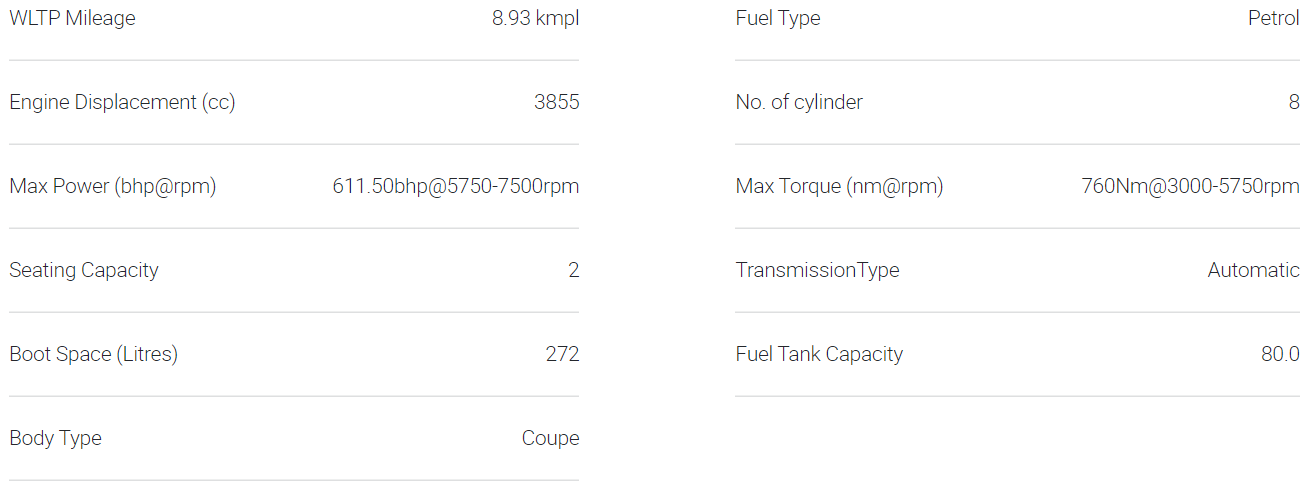 WLTP Mileage 8.93 kmpl
Fuel Type Petrol
Engine Displacement (cc) 3855
No. of cylinder 8
Max Power (bhp@rpm) 611.50bhp@5750-7500rpm
Max Torque (nm@rpm) 760Nm@3000-5750rpm
Seating Capacity 2
TransmissionType Automatic
Boot Space (Litres) 272
Fuel Tank Capacity 80.0
Body Type Coupe